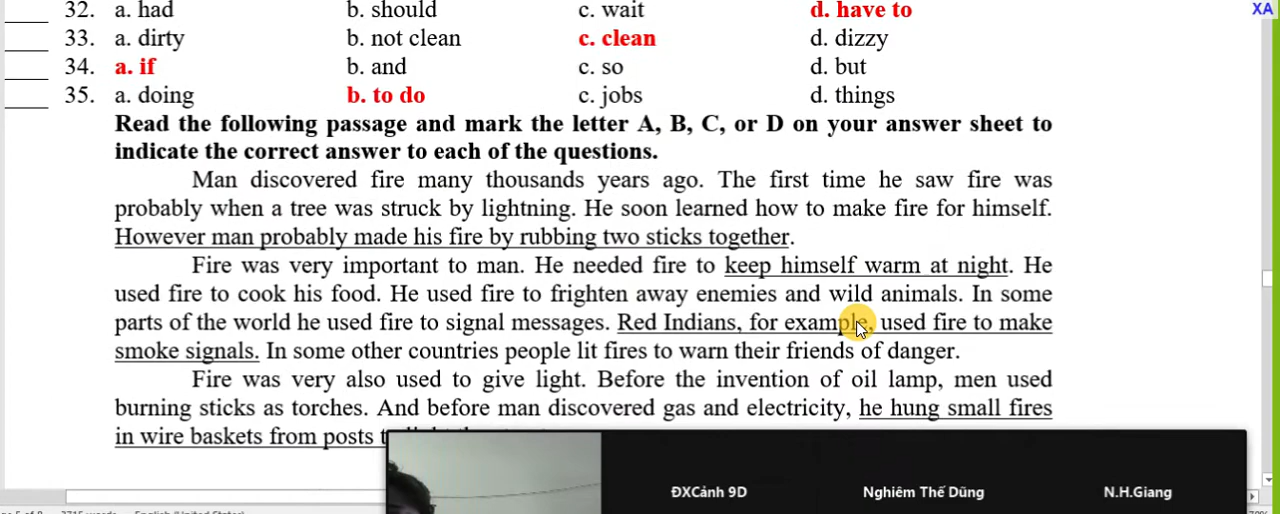 32. a. had b. should c. wait d. have to
XA
33. a. dirty b. not clean c. clean d. dizzy
34. a. if b. and c. so d. but
35. a. doing b. to do c. jobs d. things
Read the following passage and mark the letter A, B, C, or D on your answer sheet to
indicate the correct answer to each of the questions.
Man discovered fire many thousands years ago. The first time he saw fire was
probably when a tree was struck by lightning. He soon learned how to make fire for himself.
However man probably made his fire by rubbing two sticks together.
Fire was very important to man. He needed fire to keep himself warm at night. He
used fire to cook his food. He used fire to frighten away enemies and wild animals. In some
parts of the world he used fire to signal messages. Red Indians, for example, used fire to make
smoke signals. In some other countries people lit fires to warn their friends of danger.
Fire was very also used to give light. Before the invention of oil lamp, men used
burning sticks as torches. And before man discovered gas and electricity, he hung small fires
in wire baskets from posts
ĐXCảnh 9D Nghiêm Thế Dũng N.H.Giang